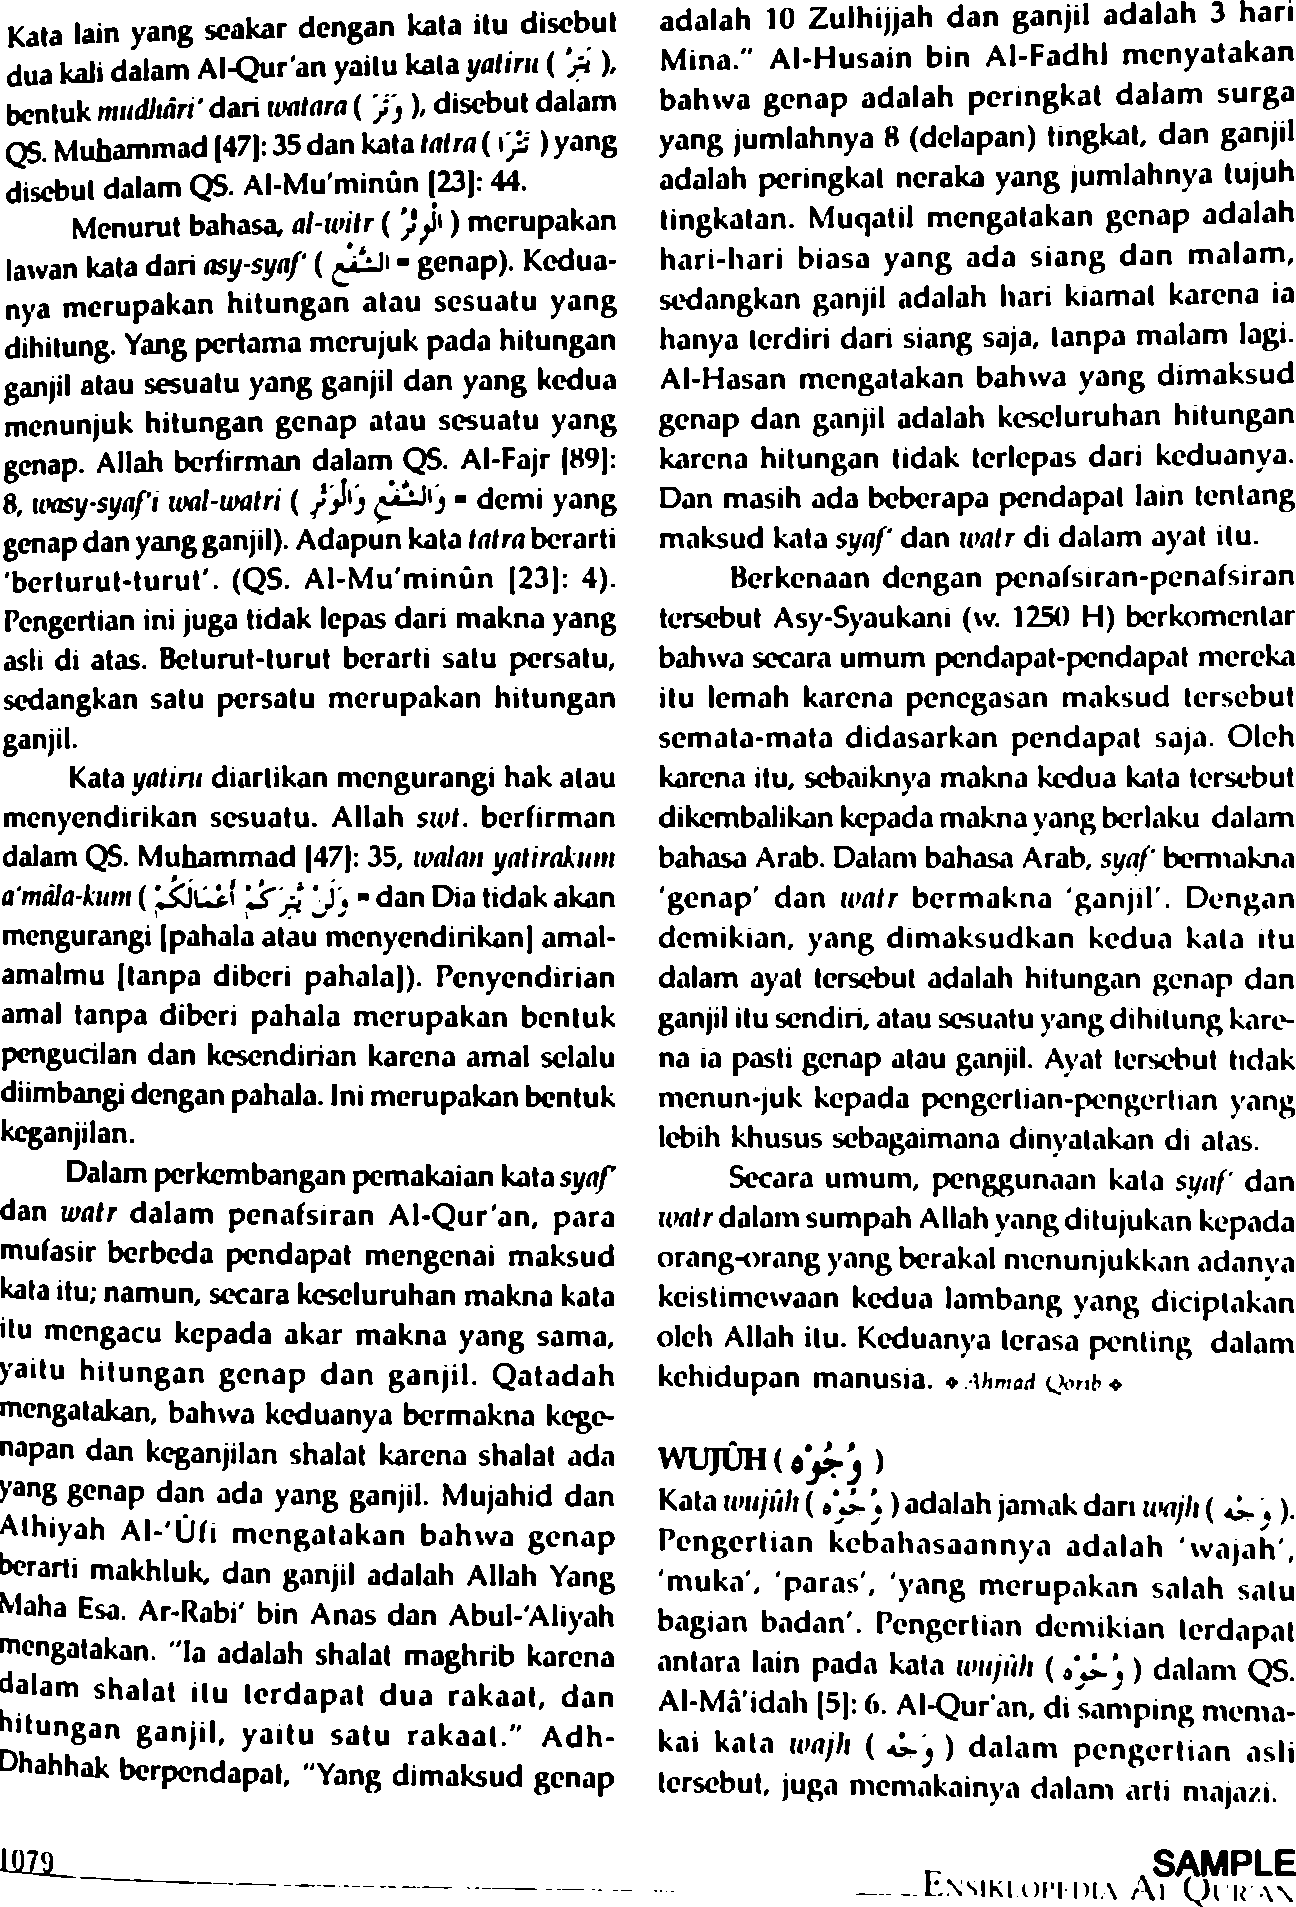 Kata lain yang seakar dengan kata itu disebut
dua kali dalam Al-Qur'an yaitu kata yatiru ( يَتِرُ ),
bentuk mudhâri' dari watara ( وَتَرَ ), disebut dalam
QS. Muhammad [47]: 35 dan kata tatra ( تَتْرَا ) yang
disebut dalam QS. Al-Mu'minûn [23]: 44.
Menurut bahasa, al-witr ( الْوِتْرُ ) merupakan
lawan kata dari asy-syaf' ( الشَّفْعُ = genap). Kedua-
nya merupakan hitungan atau sesuatu yang
dihitung. Yang pertama merujuk pada hitungan
ganjil atau sesuatu yang ganjil dan yang kedua
menunjuk hitungan genap atau sesuatu yang
genap. Allah berfirman dalam QS. Al-Fajr [89]:
8, wasy-syaf'i wal-watri ( وَالشَّفْعِ وَالْوَتْرِ = demi yang
genap dan yang ganjil). Adapun kata tatra berarti
'berturut-turut'. (QS. Al-Mu'minûn [23]: 4).
Pengertian ini juga tidak lepas dari makna yang
asli di atas. Beturut-turut berarti satu persatu,
sedangkan satu persatu merupakan hitungan
ganjil.
Kata yatiru diartikan mengurangi hak atau
menyendirikan sesuatu. Allah swt. berfirman
dalam QS. Muhammad [47]: 35, walan yatirakum
a'mâla-kum ( وَلَنْ يَتِرَكُمْ أَعْمَالَكُمْ = dan Dia tidak akan
mengurangi [pahala atau menyendirikan] amal-
amalmu [tanpa diberi pahala]). Penyendirian
amal tanpa diberi pahala merupakan bentuk
pengucilan dan kesendirian karena amal selalu
diimbangi dengan pahala. Ini merupakan bentuk
keganjilan.
Dalam perkembangan pemakaian kata syaf'
dan watr dalam penafsiran Al-Qur'an, para
mufasir berbeda pendapat mengenai maksud
kata itu; namun, secara keseluruhan makna kata
itu mengacu kepada akar makna yang sama,
yaitu hitungan genap dan ganjil. Qatadah
mengatakan, bahwa keduanya bermakna kege-
napan dan keganjilan shalat karena shalat ada
yang genap dan ada yang ganjil. Mujahid dan
Athiyah Al-'Ûfi mengatakan bahwa genap
berarti makhluk, dan ganjil adalah Allah Yang
Maha Esa. Ar-Rabi' bin Anas dan Abul-'Aliyah
mengatakan. "Ia adalah shalat maghrib karena
dalam shalat itu terdapat dua rakaat, dan
hitungan ganjil, yaitu satu rakaat." Adh-
Dhahhak berpendapat, "Yang dimaksud genap
adalah 10 Zulhijjah dan ganjil adalah 3 hari
Mina." Al-Husain bin Al-Fadhl menyatakan
bahwa genap adalah peringkat dalam surga
yang jumlahnya 8 (delapan) tingkat, dan ganjil
adalah peringkat neraka yang jumlahnya tujuh
tingkatan. Muqatil mengatakan genap adalah
hari-hari biasa yang ada siang dan malam,
sedangkan ganjil adalah hari kiamat karena ia
hanya terdiri dari siang saja, tanpa malam lagi.
Al-Hasan mengatakan bahwa yang dimaksud
genap dan ganjil adalah keseluruhan hitungan
karena hitungan tidak terlepas dari keduanya.
Dan masih ada beberapa pendapat lain tentang
maksud kata syaf' dan watr di dalam ayat itu.
Berkenaan dengan penafsiran-penafsiran
tersebut Asy-Syaukani (w. 1250 H) berkomentar
bahwa secara umum pendapat-pendapat mereka
itu lemah karena penegasan maksud tersebut
semata-mata didasarkan pendapat saja. Oleh
karena itu, sebaiknya makna kedua kata tersebut
dikembalikan kepada makna yang berlaku dalam
bahasa Arab. Dalam bahasa Arab, syaf' bermakna
'genap' dan watr bermakna 'ganjil'. Dengan
demikian, yang dimaksudkan kedua kata itu
dalam ayat tersebut adalah hitungan genap dan
ganjil itu sendiri, atau sesuatu yang dihitung kare-
na ia pasti genap atau ganjil. Ayat tersebut tidak
menun-juk kepada pengertian-pengertian yang
lebih khusus sebagaimana dinyatakan di atas.
Secara umum, penggunaan kata syaf' dan
watr dalam sumpah Allah yang ditujukan kepada
orang-orang yang berakal menunjukkan adanya
keistimewaan kedua lambang yang diciptakan
oleh Allah itu. Keduanya terasa penting dalam
kehidupan manusia. ◆ Ahmad Qorib ◆
WUJÛH ( وُجُوْه )
Kata wujûh ( وُجُوْه ) adalah jamak dari wajh ( وَجْه ).
Pengertian kebahasaannya adalah 'wajah',
'muka', 'paras', 'yang merupakan salah satu
bagian badan'. Pengertian demikian terdapat
antara lain pada kata wujûh ( وُجُوْه ) dalam QS.
Al-Mâ'idah [5]: 6. Al-Qur'an, di samping mema-
kai kata wajh ( وَجْه ) dalam pengertian asli
tersebut, juga memakainya dalam arti majazi.
1079
SAMPLE
ENSIKLOPEDIA AL QUR'AN